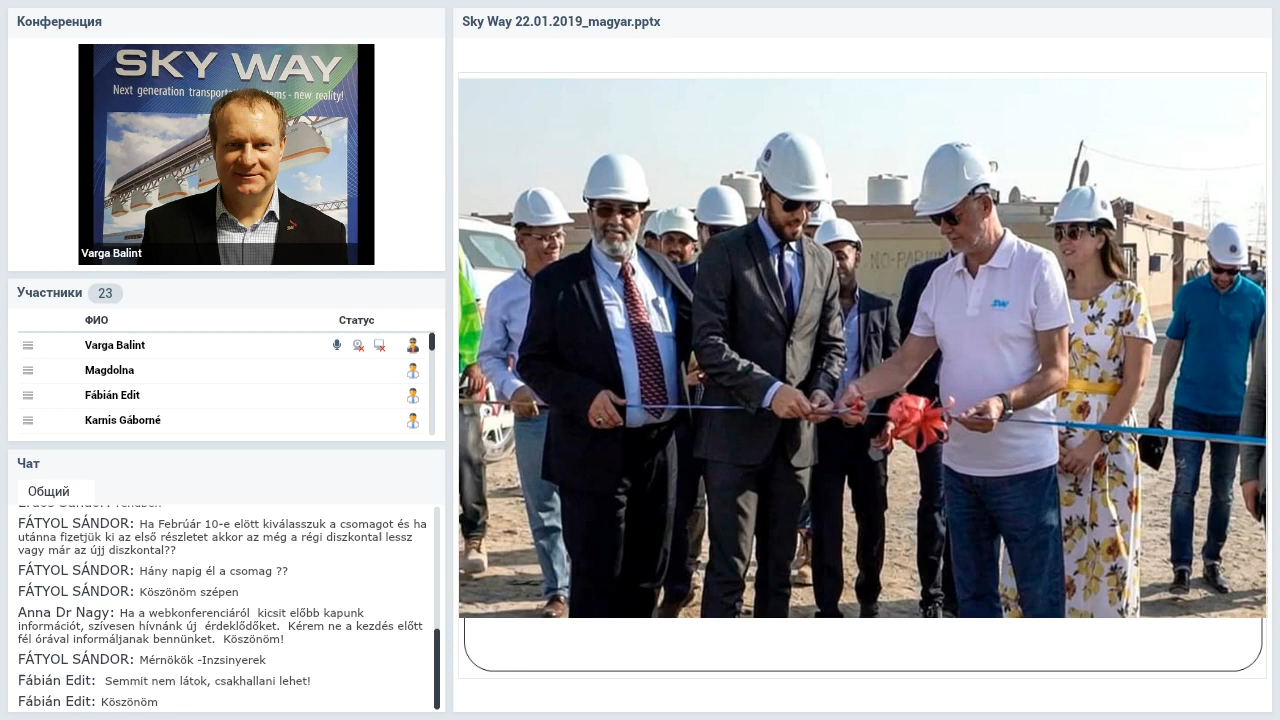 Конференция
SKY WAY
Next generation transportation systems - new reality!
Varga Balint
Участники 23
ФИО Статус
Varga Balint
Magdolna
Fábián Edit
Karnis Gáborné
Чат
Общий
FÁTYOL SÁNDOR: Ha Február 10-e elött kiválasszuk a csomagot és ha
utánna fizetjük ki az első részletet akkor az még a régi diszkontal lessz
vagy már az újj diszkontal??
FÁTYOL SÁNDOR: Hány napig él a csomag ??
FÁTYOL SÁNDOR: Köszönöm szépen
Anna Dr Nagy: Ha a webkonferenciáról kicsit előbb kapunk
információt, szívesen hívnánk új érdeklődőket. Kérem ne a kezdés előtt
fél órával informáljanak bennünket. Köszönöm!
FÁTYOL SÁNDOR: Mérnökök -Inzsinyerek
Fábián Edit: Semmit nem látok, csakhallani lehet!
Fábián Edit: Köszönöm
Sky Way 22.01.2019_magyar.pptx
NO-PARKING
SW